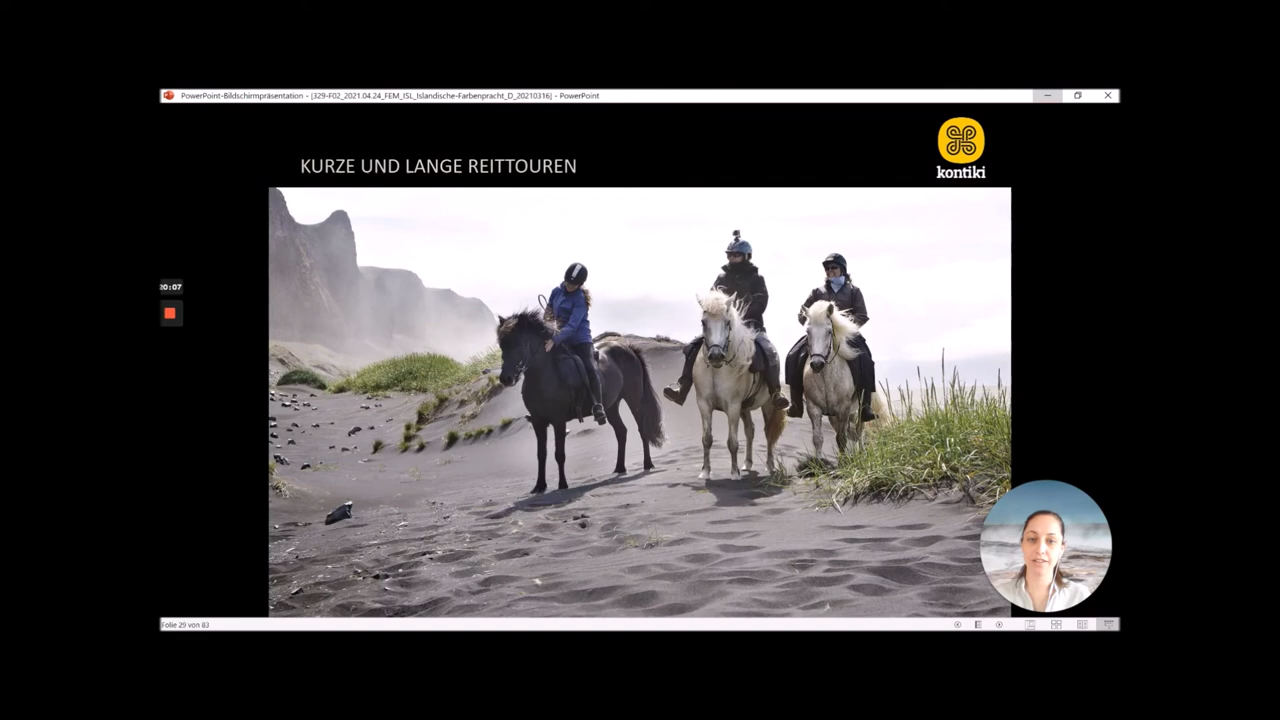 PowerPoint-Bildschirmpräsentation - [329-F02_2021.04.24_FEM_ISL_Islandische-Farbenpracht_D_20210316] - PowerPoint
kontiki
KURZE UND LANGE REITTOUREN
20:07
Folie 29 von 83